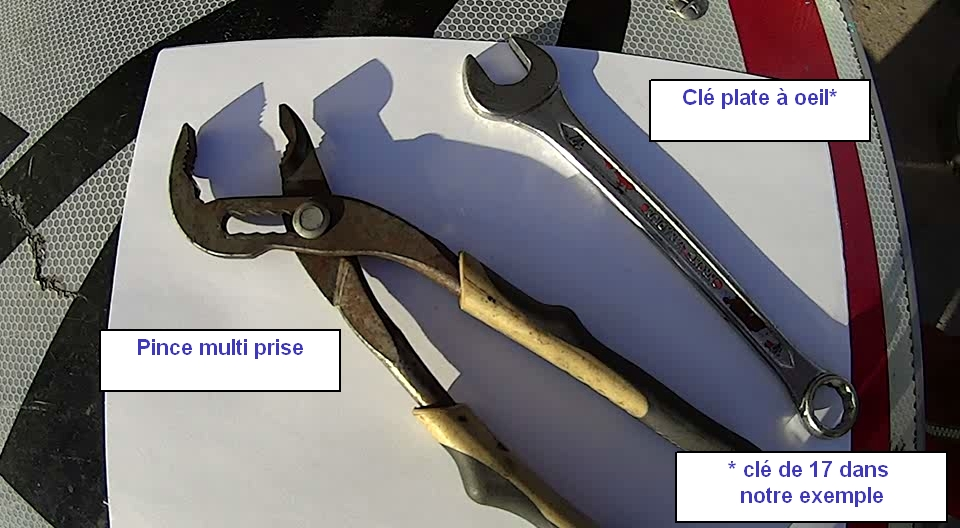 Clé plate à oeil*
Pince multi prise
* clé de 17 dans
notre exemple